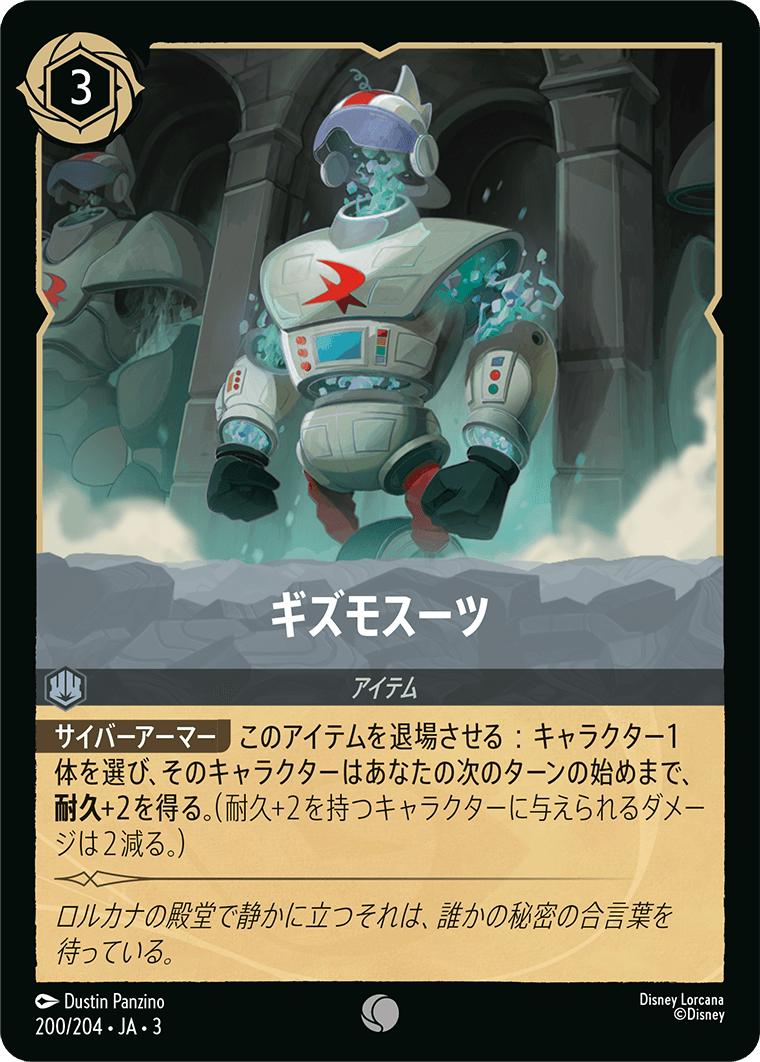 3
ギズモスーツ
アイテム
サイバーアーマー このアイテムを退場させる：キャラクター1
体を選び、そのキャラクターはあなたの次のターンの始めまで、
耐久+2を得る。（耐久+2を持つキャラクターに与えられるダメー
ジは2減る。）
ロルカナの殿堂で静かに立つそれは、誰かの秘密の合言葉を
待っている。
Dustin Panzino
200/204・JA・3
Disney Lorcana
©Disney